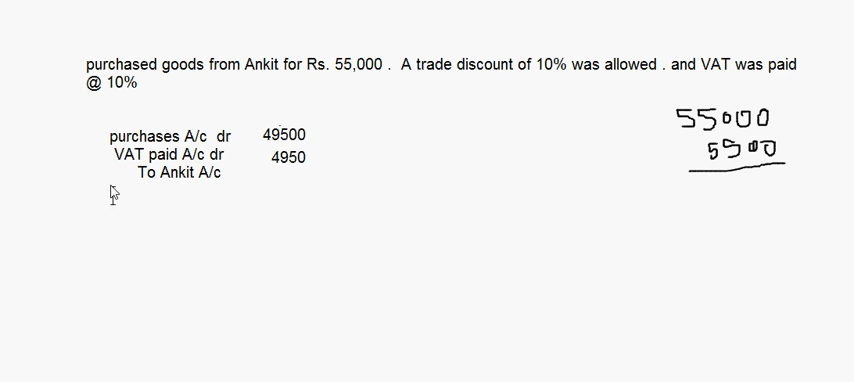 purchased goods from Ankit for Rs. 55,000 . A trade discount of 10% was allowed . and VAT was paid
@ 10%
55000
5500
purchases A/c dr 49500
VAT paid A/c dr 4950
To Ankit A/c